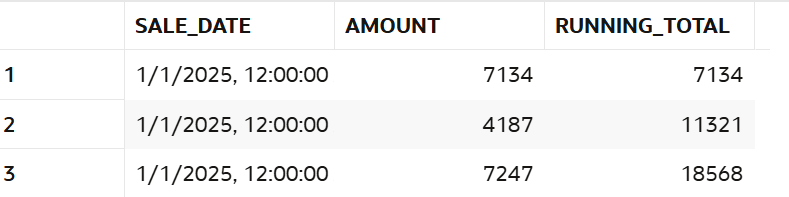 SALE_DATE AMOUNT RUNNING_TOTAL
1 1/1/2025, 12:00:00 7134 7134
2 1/1/2025, 12:00:00 4187 11321
3 1/1/2025, 12:00:00 7247 18568